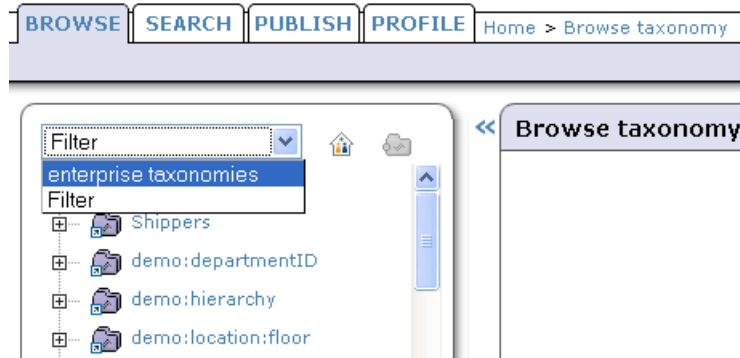 BROWSE SEARCH PUBLISH PROFILE Home > Browse taxonomy
Filter
Browse taxonomy
enterprise taxonomies
Filter
Shippers
demo:departmentID
demo:hierarchy
demo:location:floor